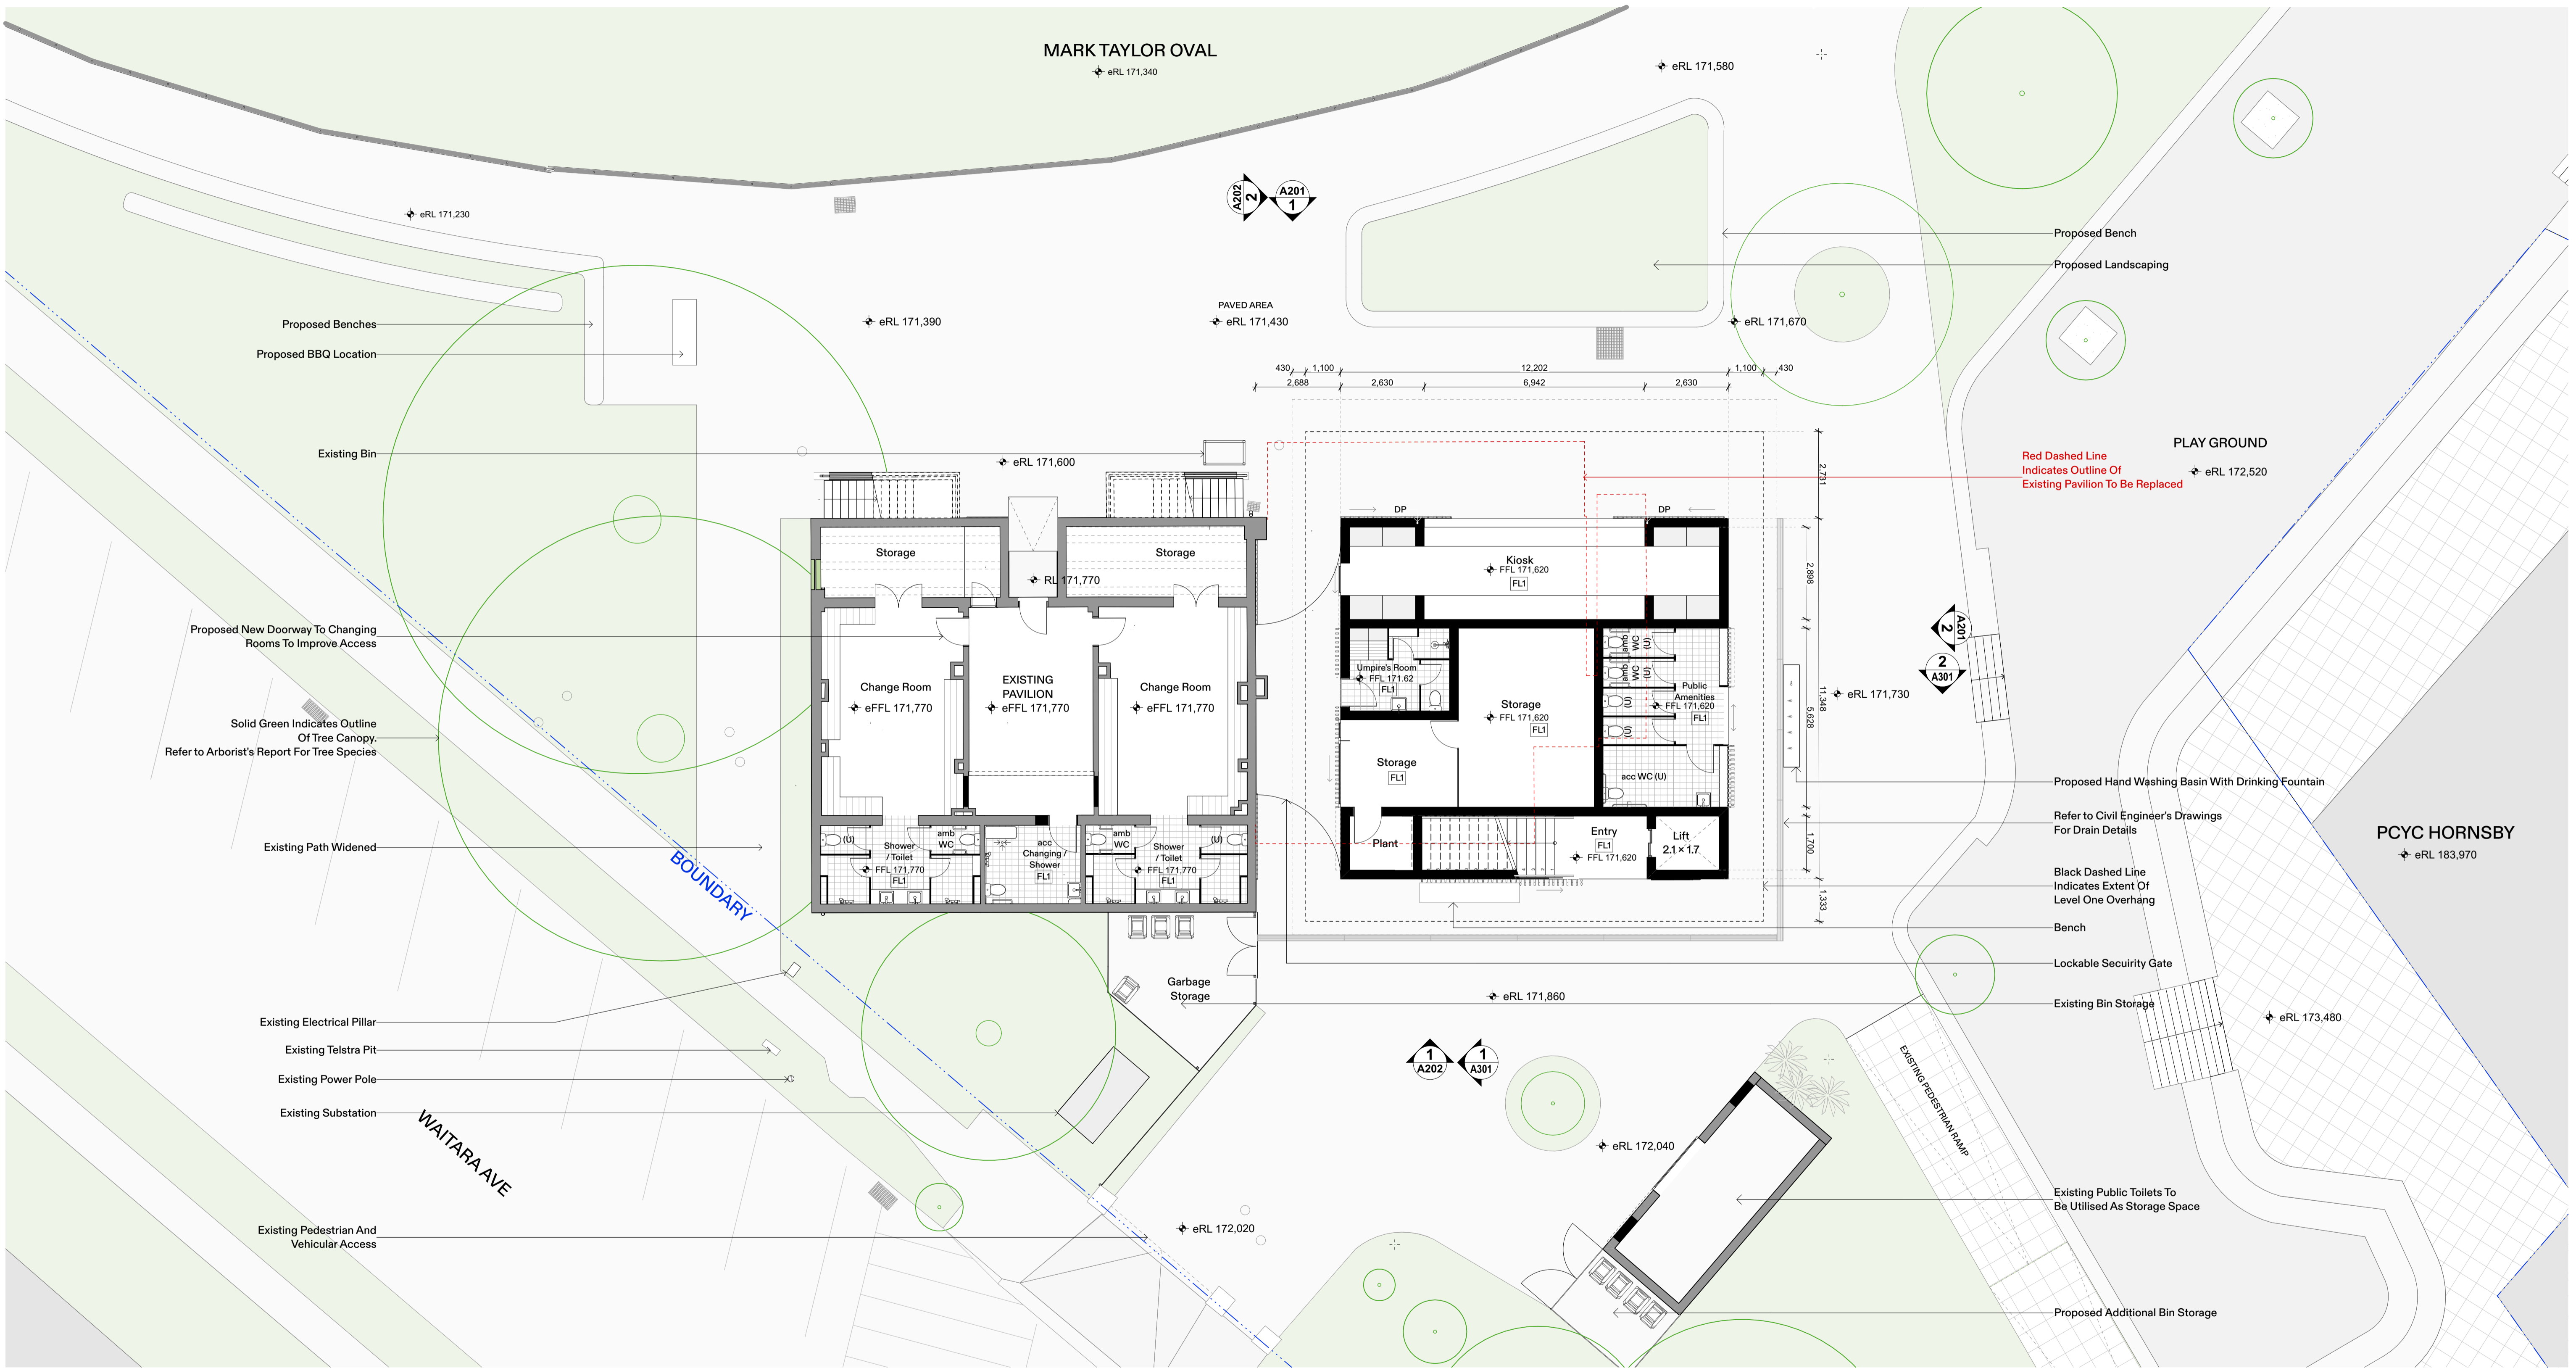 MARK TAYLOR OVAL
eRL 171,340
eRL 171,580
eRL 171,230
A202
2
A201
1
Proposed Bench
Proposed Landscaping
PAVED AREA
eRL 171,390
eRL 171,430
eRL 171,670
Proposed Benches
Proposed BBQ Location
430
1,100
12,202
1,100
430
2,688
2,630
6,942
2,630
PLAY GROUND
eRL 172,520
Red Dashed Line
Indicates Outline Of
Existing Pavilion To Be Replaced
Existing Bin
eRL 171,600
2,731
DP
DP
Storage
Storage
RL 171,770
Kiosk
FFL 171,620
FL1
2,898
Proposed New Doorway To Changing
Rooms To Improve Access
Change Room
eFFL 171,770
EXISTING
PAVILION
eFFL 171,770
Change Room
eFFL 171,770
Umpire's Room
FFL 171.62
FL1
amb
WC
(U)
amb
WC
(U)
(U)
(U)
Public
Amenities
FFL 171,620
FL1
Storage
FFL 171,620
FL1
Storage
FL1
acc WC (U)
11,348
5,628
A201
2
2
A301
eRL 171,730
Solid Green Indicates Outline
Of Tree Canopy.
Refer to Arborist's Report For Tree Species
Proposed Hand Washing Basin With Drinking Fountain
Refer to Civil Engineer's Drawings
For Drain Details
PCYC HORNSBY
eRL 183,970
Existing Path Widened
BOUNDARY
(U)
Shower
/ Toilet
FFL 171,770
FL1
amb
WC
acc
Changing /
Shower
FL1
amb
WC
Shower
/ Toilet
FFL 171,770
FL1
(U)
Plant
Entry
FL1
FFL 171,620
Lift
2.1 × 1.7
1,700
1,333
Black Dashed Line
Indicates Extent Of
Level One Overhang
Bench
Lockable Secuirity Gate
Garbage
Storage
eRL 171,860
Existing Bin Storage
eRL 173,480
Existing Electrical Pillar
Existing Telstra Pit
Existing Power Pole
Existing Substation
WAITARA AVE
1
A202
1
A301
EXISTING PEDESTRIAN RAMP
eRL 172,040
Existing Public Toilets To
Be Utilised As Storage Space
Existing Pedestrian And
Vehicular Access
eRL 172,020
Proposed Additional Bin Storage